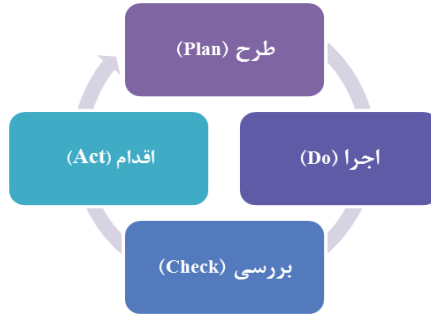 طرح (Plan)
اجرا (Do)
بررسی (Check)
اقدام (Act)